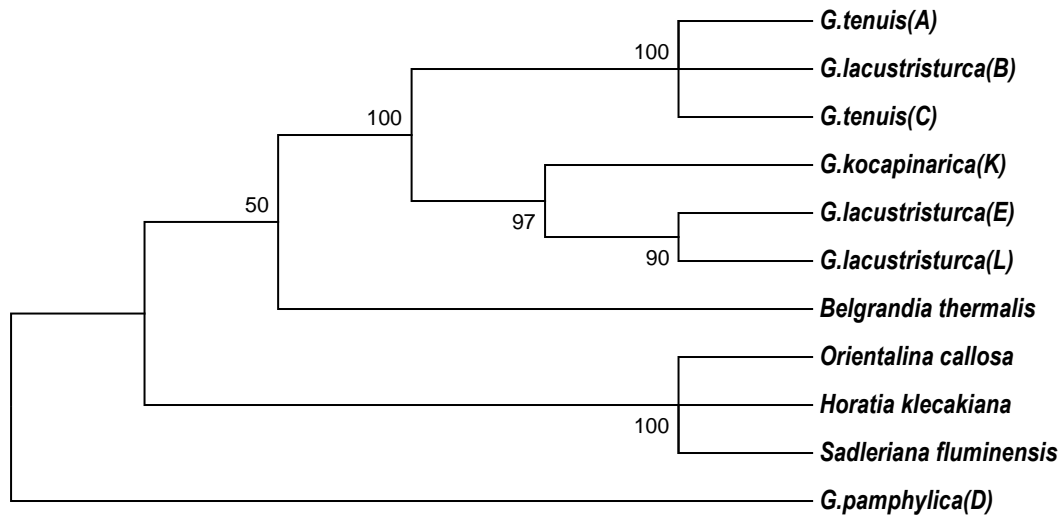 G.tenuis(A)
100
G.lacustristurca(B)
G.tenuis(C)
100
G.kocapinarica(K)
50
97
G.lacustristurca(E)
90
G.lacustristurca(L)
Belgrandia thermalis
Orientalina callosa
Horatia klecakiana
100
Sadleriana fluminensis
G.pamphylica(D)